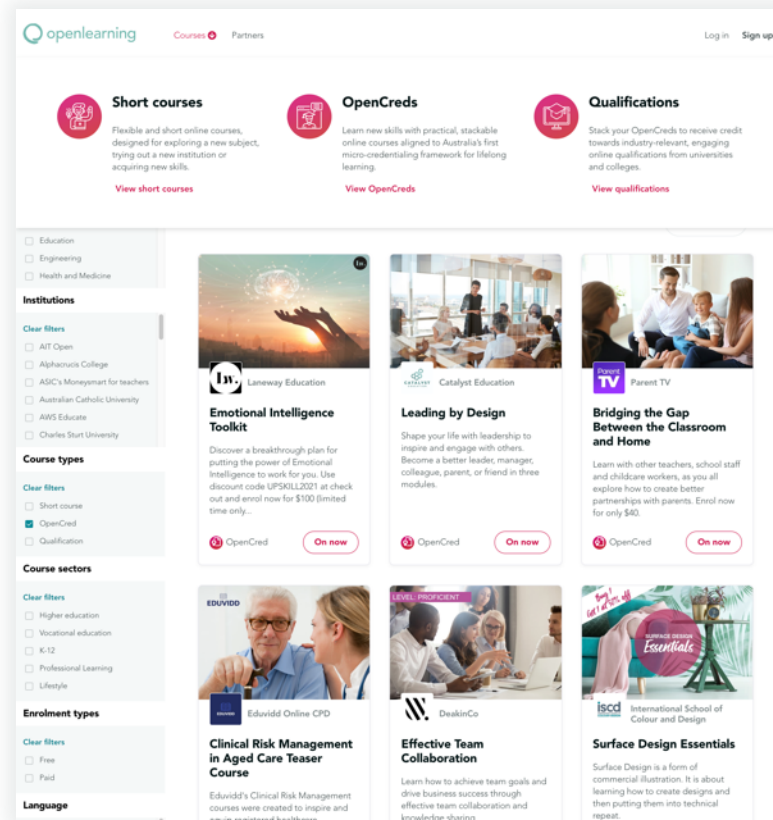 openlearning
Courses
Partners
Log in
Sign up
Short courses
Flexible and short online courses,
designed for exploring a new subject,
trying out a new institution or
acquiring new skills.
View short courses
OpenCreds
Learn new skills with practical, stackable
online courses aligned to Australia's first
micro-credentialing framework for lifelong
learning.
View OpenCreds
Qualifications
Stack your OpenCreds to receive credit
towards industry-relevant, engaging
online qualifications from universities
and colleges.
View qualifications
Education
Engineering
Health and Medicine
Institutions
Clear filters
AIT Open
Alphacrucis College
ASIC's Moneysmart for teachers
Australian Catholic University
AWS Educate
Charles Sturt University
Course types
Clear filters
Short course
OpenCred
Qualification
Course sectors
Clear filters
Higher education
Vocational education
K-12
Professional Learning
Lifestyle
Enrolment types
Clear filters
Free
Paid
Language
Lw.
Lw.
Laneway Education
Emotional Intelligence
Toolkit
Discover a breakthrough plan for
putting the power of Emotional
Intelligence to work for you. Use
discount code UPSKILL2021 at check
out and enrol now for $100 (limited
time only...
OpenCred
On now
CATALYST
Catalyst Education
Leading by Design
Shape your life with leadership to
inspire and engage with others.
Become a better leader, manager,
colleague, parent, or friend in three
modules.
OpenCred
On now
Parent
TV
Parent TV
Bridging the Gap
Between the Classroom
and Home
Learn with other teachers, school staff
and childcare workers, as you all
explore how to create better
partnerships with parents. Enrol now
for only $40.
OpenCred
On now
EDUVIDD
EDUVIDD
Eduvidd Online CPD
Clinical Risk Management
in Aged Care Teaser
Course
Eduvidd's Clinical Risk Management
courses were created to inspire and
equip registered healthcare
LEVEL: PROFICIENT
DeakinCo
Effective Team
Collaboration
Learn how to achieve team goals and
drive business success through
effective team collaboration and
knowledge sharing.
Buy 1
Get 1 at 50% off
SURFACE DESIGN
Essentials
iscd
International School of
Colour and Design
Surface Design Essentials
Surface Design is a form of
commercial illustration. It is about
learning how to create designs and
then putting them into technical
repeat.